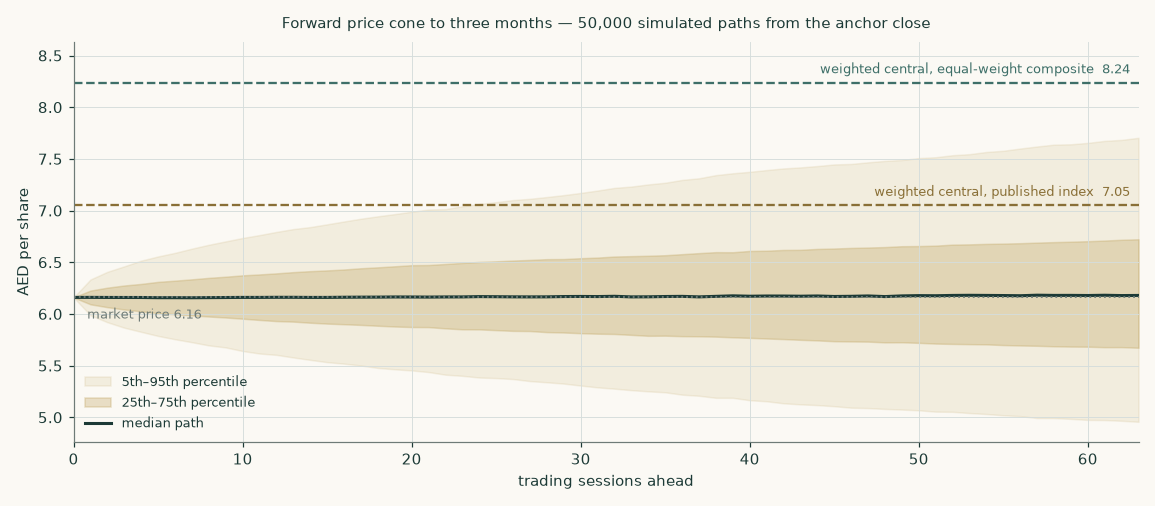 Forward price cone to three months — 50,000 simulated paths from the anchor close
AED per share
8.5
8.0
7.5
7.0
6.5
6.0
5.5
5.0
weighted central, equal-weight composite 8.24
weighted central, published index 7.05
market price 6.16
5th–95th percentile
25th–75th percentile
median path
0 10 20 30 40 50 60
trading sessions ahead